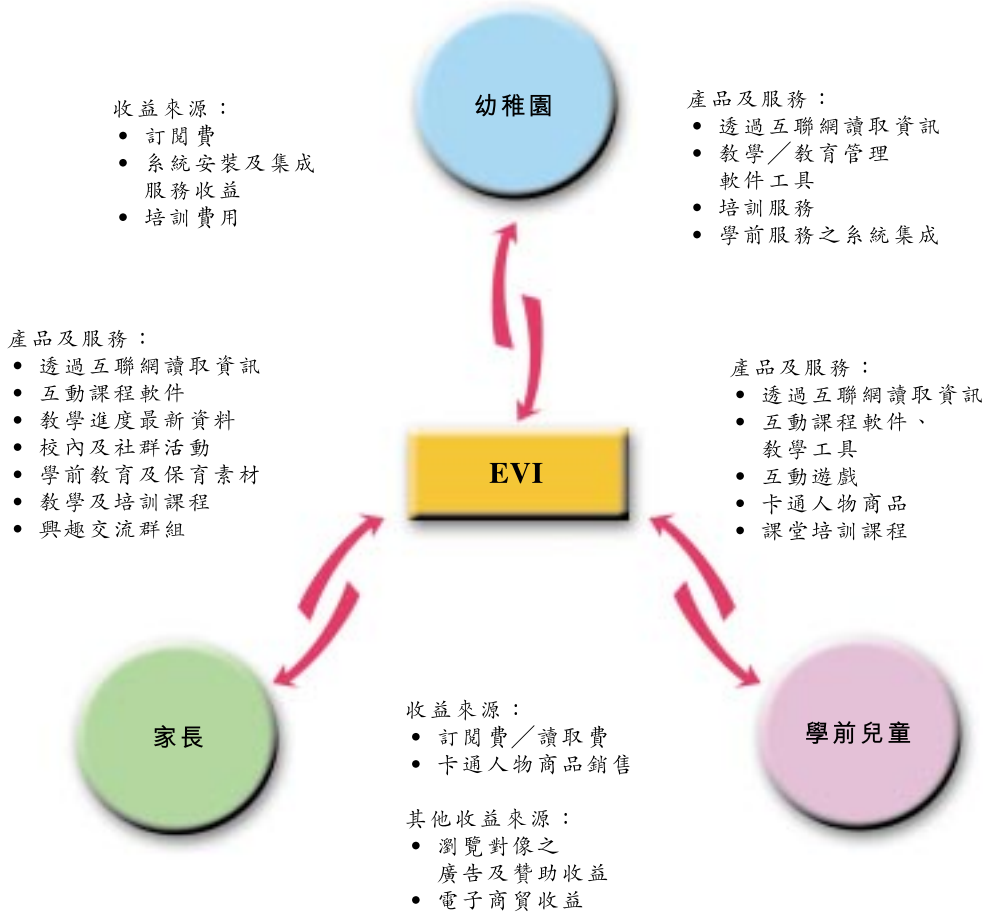 幼稚園
收益來源：
• 訂閱費
• 系統安裝及集成
服務收益
• 培訓費用
產品及服務：
• 透過互聯網讀取資訊
• 教學／教育管理
軟件工具
• 培訓服務
• 學前服務之系統集成
產品及服務：
• 透過互聯網讀取資訊
• 互動課程軟件
• 教學進度最新資料
• 校內及社群活動
• 學前教育及保育素材
• 教學及培訓課程
• 興趣交流群組
EVI
產品及服務：
• 透過互聯網讀取資訊
• 互動課程軟件、
教學工具
• 互動遊戲
• 卡通人物商品
• 課堂培訓課程
家長
收益來源：
• 訂閱費／讀取費
• 卡通人物商品銷售
其他收益來源：
• 瀏覽對像之
廣告及贊助收益
• 電子商貿收益
學前兒童